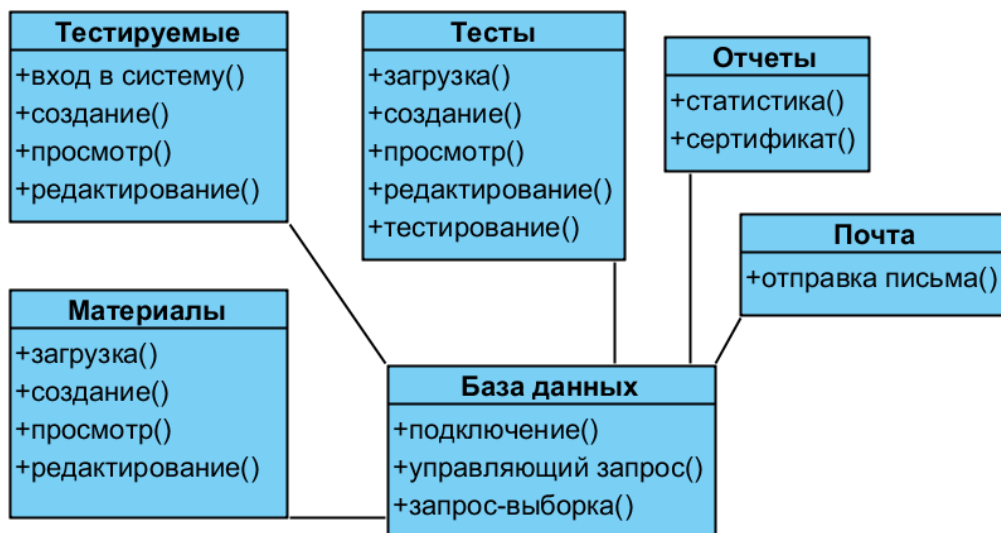 Тестируемые
+вход в систему()
+создание()
+просмотр()
+редактирование()
Тесты
+загрузка()
+создание()
+просмотр()
+редактирование()
+тестирование()
Отчеты
+статистика()
+сертификат()
Почта
+отправка письма()
Материалы
+загрузка()
+создание()
+просмотр()
+редактирование()
База данных
+подключение()
+управляющий запрос()
+запрос-выборка()